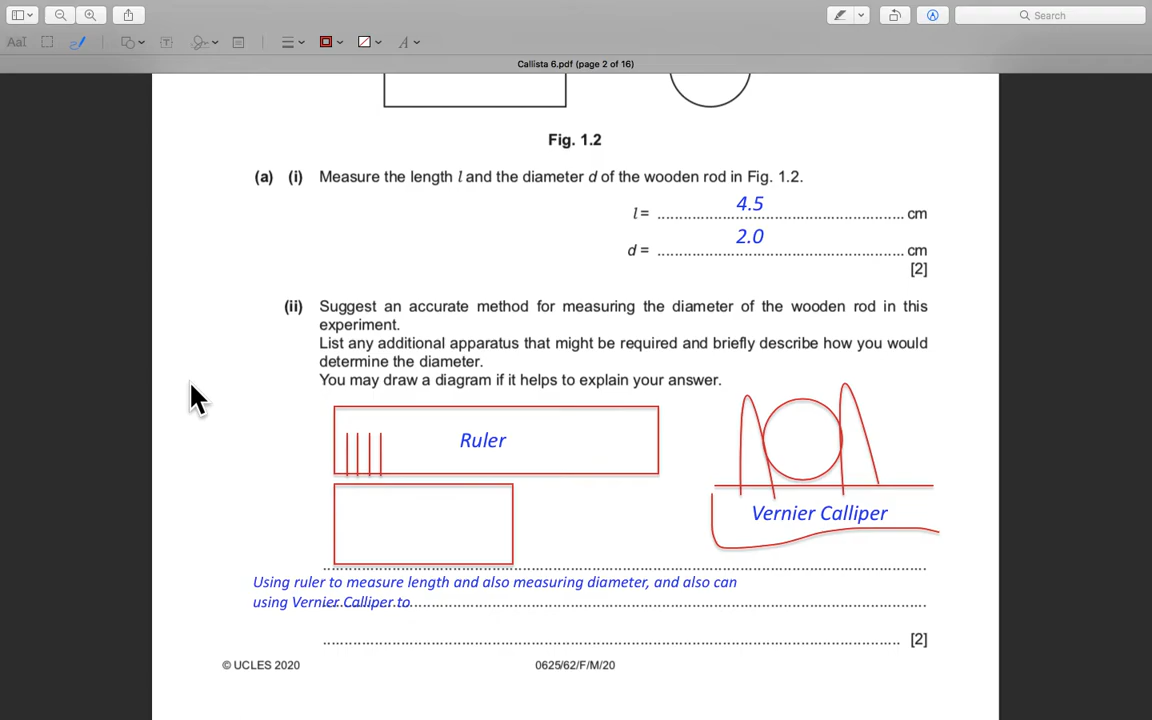 Search
AaI
T
A
Callista 6.pdf (page 2 of 16)
Fig. 1.2
(a) (i) Measure the length l and the diameter d of the wooden rod in Fig. 1.2.
4.5
l = ........................................................ cm
2.0
d = ........................................................ cm
[2]
(ii) Suggest an accurate method for measuring the diameter of the wooden rod in this
experiment.
List any additional apparatus that might be required and briefly describe how you would
determine the diameter.
You may draw a diagram if it helps to explain your answer.
Ruler
Vernier Calliper
Using ruler to measure length and also measuring diameter, and also can
using Vernier Calliper to
[2]
© UCLES 2020 0625/62/F/M/20